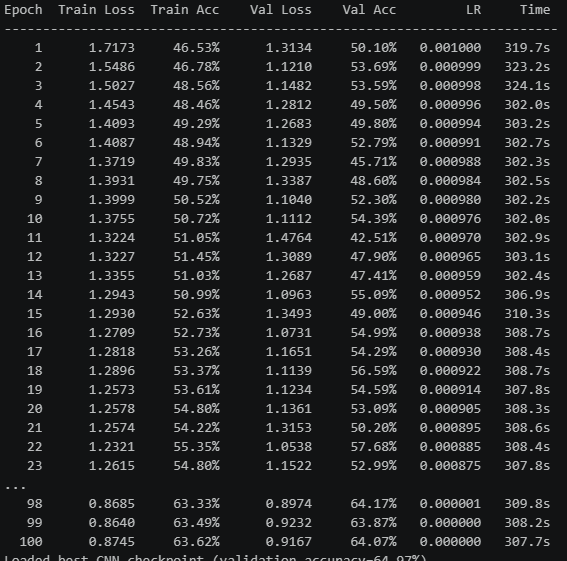 Epoch Train Loss Train Acc Val Loss Val Acc LR Time
--------------------------------------------------------------------
1 1.7173 46.53% 1.3134 50.10% 0.001000 319.7s
2 1.5486 46.78% 1.1210 53.69% 0.000999 323.2s
3 1.5027 48.56% 1.1482 53.59% 0.000998 324.1s
4 1.4543 48.46% 1.2812 49.50% 0.000996 302.0s
5 1.4093 49.29% 1.2683 49.80% 0.000994 303.2s
6 1.4087 48.94% 1.1329 52.79% 0.000991 302.7s
7 1.3719 49.83% 1.2935 45.71% 0.000988 302.3s
8 1.3931 49.75% 1.3387 48.60% 0.000984 302.5s
9 1.3999 50.52% 1.1040 52.30% 0.000980 302.2s
10 1.3755 50.72% 1.1112 54.39% 0.000976 302.0s
11 1.3224 51.05% 1.4764 42.51% 0.000970 302.9s
12 1.3227 51.45% 1.3089 47.90% 0.000965 303.1s
13 1.3355 51.03% 1.2687 47.41% 0.000959 302.4s
14 1.2943 50.99% 1.0963 55.09% 0.000952 306.9s
15 1.2930 52.63% 1.3493 49.00% 0.000946 310.3s
16 1.2709 52.73% 1.0731 54.99% 0.000938 308.7s
17 1.2818 53.26% 1.1651 54.29% 0.000930 308.4s
18 1.2896 53.37% 1.1139 56.59% 0.000922 308.7s
19 1.2573 53.61% 1.1234 54.59% 0.000914 307.8s
20 1.2578 54.80% 1.1361 53.09% 0.000905 308.3s
21 1.2574 54.22% 1.3153 50.20% 0.000895 308.6s
22 1.2321 55.35% 1.0538 57.68% 0.000885 308.4s
23 1.2615 54.80% 1.1522 52.99% 0.000875 307.8s
...
98 0.8685 63.33% 0.8974 64.17% 0.000001 309.8s
99 0.8640 63.49% 0.9232 63.87% 0.000000 308.2s
100 0.8745 63.62% 0.9167 64.07% 0.000000 307.7s
Loaded best CNN checkpoint (validation accuracy=64.97%)